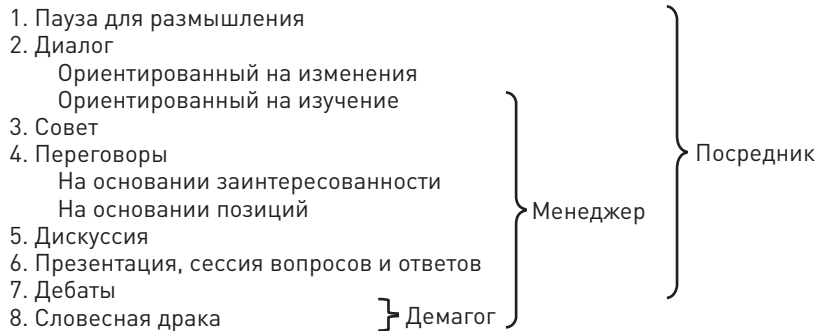 1. Пауза для размышления
2. Диалог
Ориентированный на изменения
Ориентированный на изучение
3. Совет
4. Переговоры
На основании заинтересованности
На основании позиций
5. Дискуссия
6. Презентация, сессия вопросов и ответов
7. Дебаты
8. Словесная драка
Демагог
Менеджер
Посредник